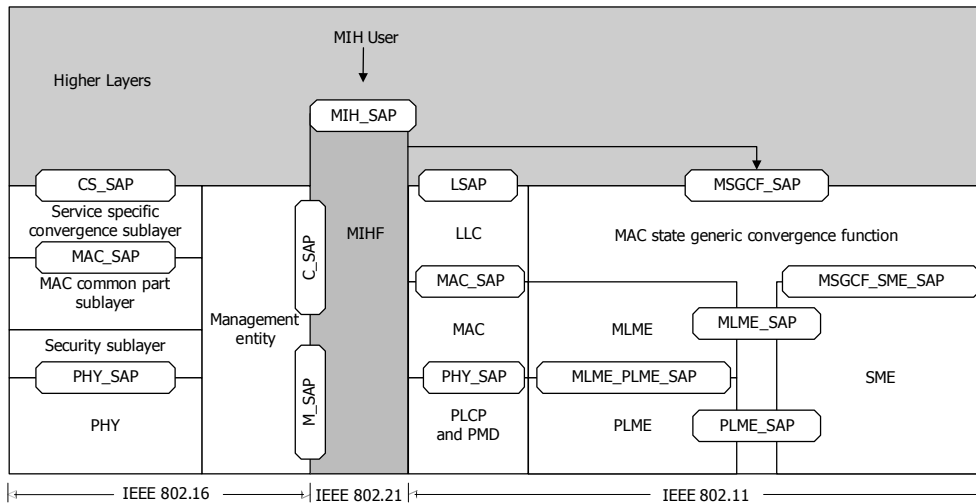 MIH User
Higher Layers
MIH_SAP
CS_SAP
LSAP
MSGCF_SAP
Service specific
convergence sublayer
C_SAP
MIHF
LLC
MAC state generic convergence function
MAC_SAP
MAC_SAP
MSGCF_SME_SAP
MAC common part
sublayer
Management
entity
MAC
MLME
MLME_SAP
Security sublayer
PHY_SAP
M_SAP
PHY_SAP
MLME_PLME_SAP
SME
PHY
PLCP
and PMD
PLME
PLME_SAP
IEEE 802.16
IEEE 802.21
IEEE 802.11